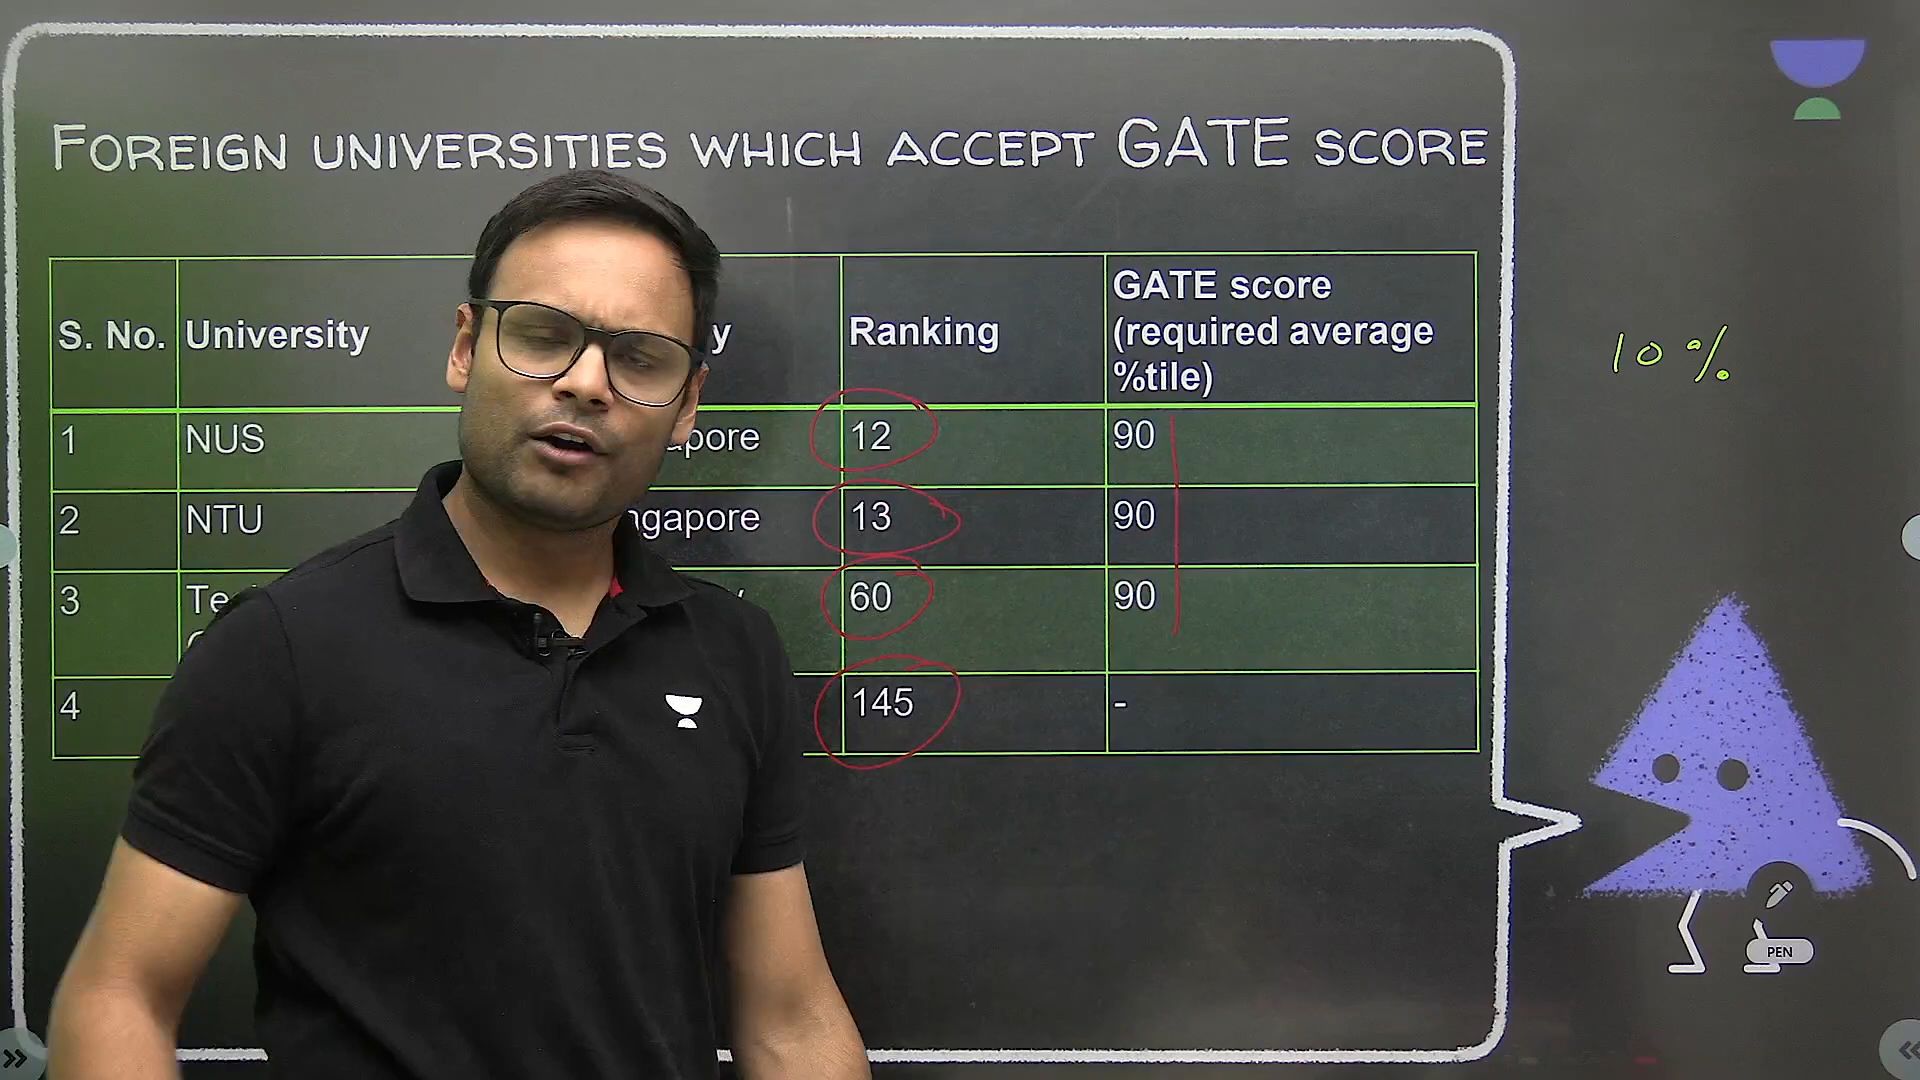 FOREIGN UNIVERSITIES WHICH ACCEPT GATE SCORE
S. No. University Ranking GATE score
(required average
%tile)
10%
1 NUS 12 90
2 NTU 13 90
3 60 90
4 145 -
PEN